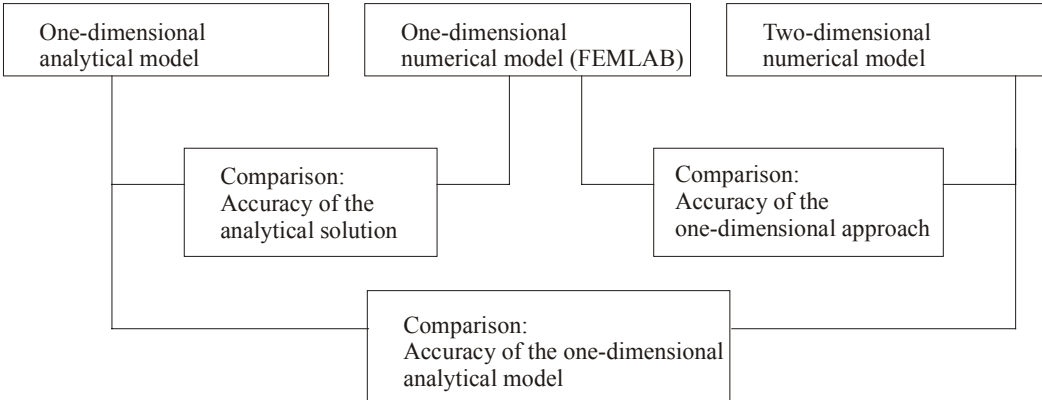 One-dimensional
analytical model
One-dimensional
numerical model (FEMLAB)
Two-dimensional
numerical model
Comparison:
Accuracy of the
analytical solution
Comparison:
Accuracy of the
one-dimensional approach
Comparison:
Accuracy of the one-dimensional
analytical model